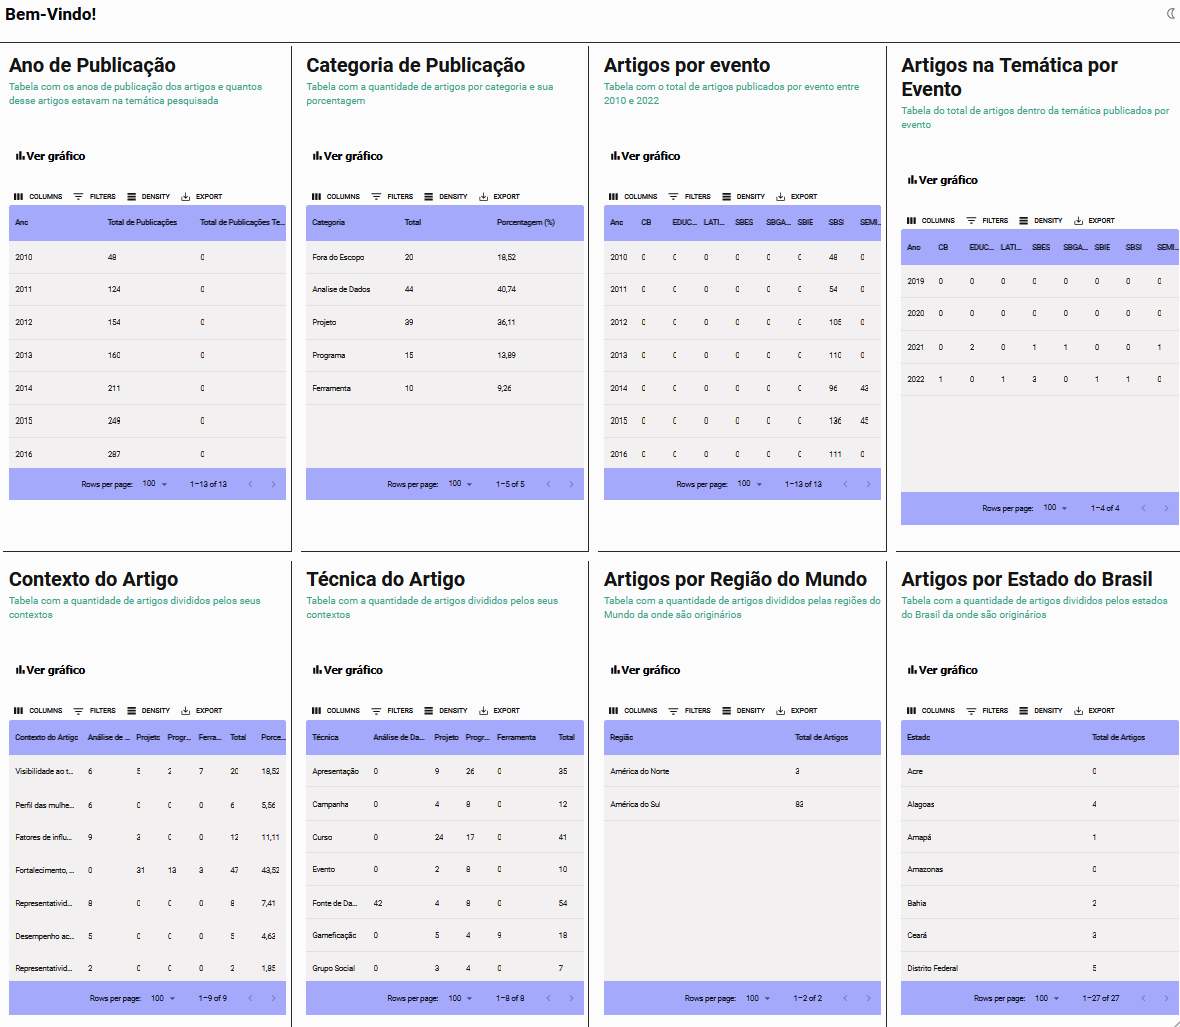 Bem-Vindo!
Ano de Publicação
Tabela com os anos de publicação dos artigos e quantos
desse artigos estavam na temática pesquisada
Ver gráfico
COLUMNS FILTERS DENSITY EXPORT
Ano Total de Publicações Total de Publicações Te...
2010 48 0
2011 124 0
2012 154 0
2013 160 0
2014 211 0
2015 249 0
2016 287 0
Rows per page: 100 1–13 of 13
Categoria de Publicação
Tabela com a quantidade de artigos por categoria e sua
porcentagem
Ver gráfico
COLUMNS FILTERS DENSITY EXPORT
Categoria Total Porcentagem (%)
Fora do Escopo 20 18,52
Analise de Dados 44 40,74
Projeto 39 36,11
Programa 15 13,89
Ferramenta 10 9,26
Rows per page: 100 1–5 of 5
Artigos por evento
Tabela com o total de artigos publicados por evento entre
2010 e 2022
Ver gráfico
COLUMNS FILTERS DENSITY EXPORT
Ano CB EDUC... LATI... SBES SBGA... SBIE SBSI SEMI...
2010 0 0 0 0 0 0 48 0
2011 0 0 0 0 0 0 54 0
2012 0 0 0 0 0 0 105 0
2013 0 0 0 0 0 0 110 0
2014 0 0 0 0 0 0 96 43
2015 0 0 0 0 0 0 136 45
2016 0 0 0 0 0 0 111 0
Rows per page: 100 1–13 of 13
Artigos na Temática por
Evento
Tabela do total de artigos dentro da temática publicados por
evento
Ver gráfico
COLUMNS FILTERS DENSITY EXPORT
Ano CB EDUC... LATI... SBES SBGA... SBIE SBSI SEMI...
2019 0 0 0 0 0 0 0 0
2020 0 0 0 0 0 0 0 0
2021 0 2 0 1 1 0 0 1
2022 1 0 1 3 0 1 1 0
Rows per page: 100 1–4 of 4
Contexto do Artigo
Tabela com a quantidade de artigos divididos pelos seus
contextos
Ver gráfico
COLUMNS FILTERS DENSITY EXPORT
Contexto do Artigo Análise de ... Projeto Progr... Ferra... Total Porce...
Visibilidade ao t... 6 5 2 7 20 18,52
Perfil das mulhe... 6 0 0 0 6 5,56
Fatores de influ... 9 3 0 0 12 11,11
Fortalecimento, ... 0 31 13 3 47 43,52
Representativid... 8 0 0 0 8 7,41
Desempenho ac... 5 0 0 0 5 4,63
Representativid... 2 0 0 0 2 1,85
Rows per page: 100 1–9 of 9
Técnica do Artigo
Tabela com a quantidade de artigos divididos pelos seus
contextos
Ver gráfico
COLUMNS FILTERS DENSITY EXPORT
Técnica Análise de Da... Projeto Progr... Ferramenta Total
Apresentação 0 9 26 0 35
Campanha 0 4 8 0 12
Curso 0 24 17 0 41
Evento 0 2 8 0 10
Fonte de Da... 42 4 8 0 54
Gameficação 0 5 4 9 18
Grupo Social 0 3 4 0 7
Rows per page: 100 1–8 of 8
Artigos por Região do Mundo
Tabela com a quantidade de artigos divididos pelas regiões do
Mundo da onde são originários
Ver gráfico
COLUMNS FILTERS DENSITY EXPORT
Região Total de Artigos
América do Norte 3
América do Sul 83
Rows per page: 100 1–2 of 2
Artigos por Estado do Brasil
Tabela com a quantidade de artigos divididos pelos estados
do Brasil da onde são originários
Ver gráfico
COLUMNS FILTERS DENSITY EXPORT
Estado Total de Artigos
Acre 0
Alagoas 4
Amapá 1
Amazonas 0
Bahia 2
Ceará 3
Distrito Federal 5
Rows per page: 100 1–27 of 27